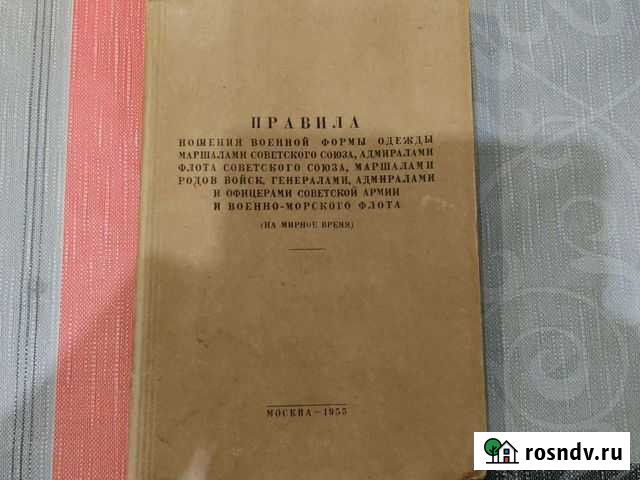 ПРАВИЛА
НОШЕНИЯ ВОЕННОЙ ФОРМЫ ОДЕЖДЫ
МАРШАЛАМИ СОВЕТСКОГО СОЮЗА, АДМИРАЛАМИ
ФЛОТА СОВЕТСКОГО СОЮЗА, МАРШАЛАМИ
РОДОВ ВОЙСК, ГЕНЕРАЛАМИ, АДМИРАЛАМИ
И ОФИЦЕРАМИ СОВЕТСКОЙ АРМИИ
И ВОЕННО-МОРСКОГО ФЛОТА
(НА МИРНОЕ ВРЕМЯ)
МОСКВА — 1955
rosndv.ru